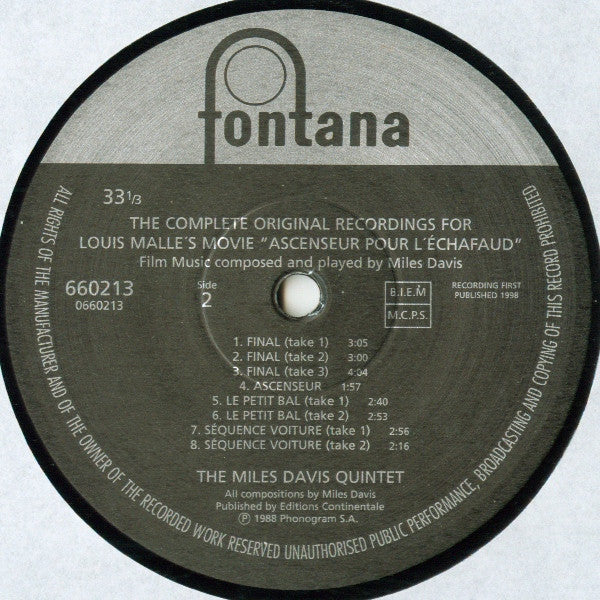 fontana
33 1/3
THE COMPLETE ORIGINAL RECORDINGS FOR
LOUIS MALLE'S MOVIE "ASCENSEUR POUR L´ÉCHAFAUD"
Film Music composed and played by Miles Davis
660213
0660213
Side
2
B.I.E.M
M.C.P.S.
RECORDING FIRST
PUBLISHED 1998
1. FINAL (take 1) 3:05
2. FINAL (take 2) 3:00
3. FINAL (take 3) 4:04
4. ASCENSEUR 1:57
5. LE PETIT BAL (take 1) 2:40
6. LE PETIT BAL (take 2) 2:53
7. SÉQUENCE VOITURE (take 1) 2:56
8. SÉQUENCE VOITURE (take 2) 2:16
THE MILES DAVIS QUINTET
All compositions by Miles Davis
Published by Editions Continentale
Ⓟ 1988 Phonogram S.A.
ALL RIGHTS OF THE MANUFACTURER AND OF THE OWNER OF THE RECORDED WORK RESERVED UNAUTHORISED PUBLIC PERFORMANCE, BROADCASTING AND COPYING OF THIS RECORD PROHIBITED